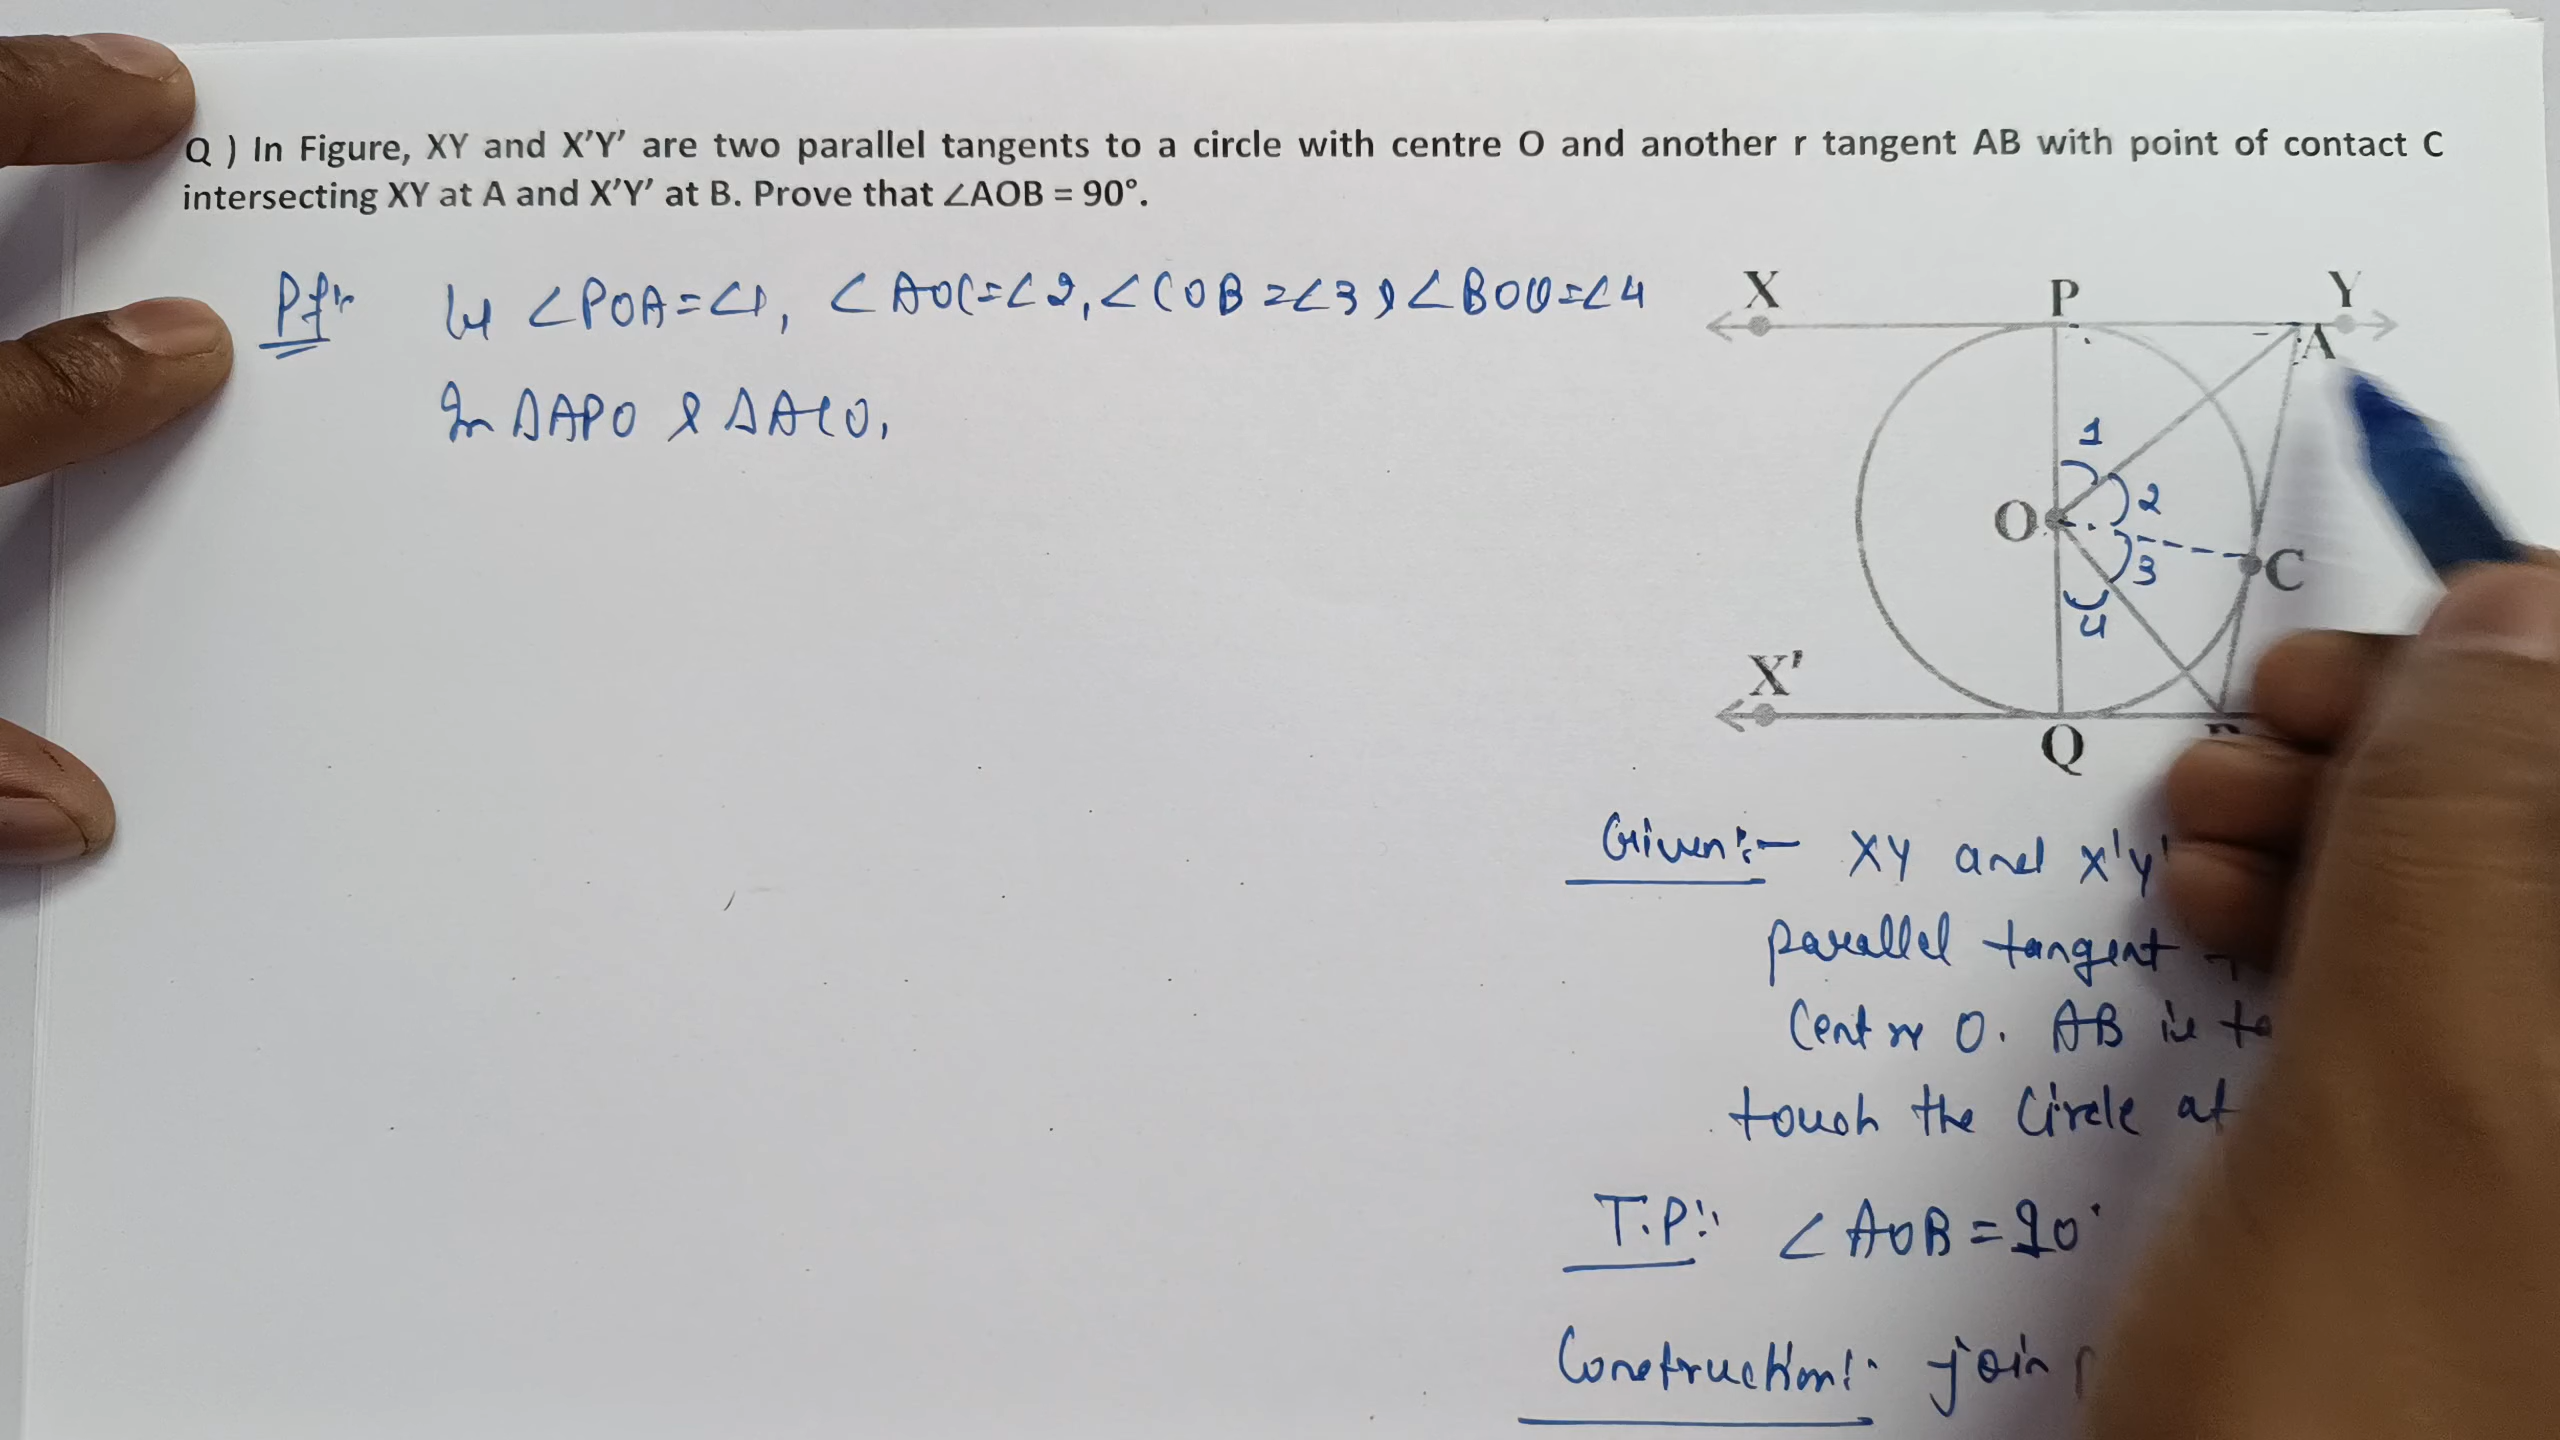 Q ) In Figure, XY and X'Y' are two parallel tangents to a circle with centre O and another r tangent AB with point of contact C
intersecting XY at A and X'Y' at B. Prove that ∠AOB = 90°.
Pf:- let ∠POA=∠1, ∠AOC=∠2, ∠COB=∠3 & ∠BOQ=∠4
In ΔAPO & ΔACO,
X P Y
A
1
2
O
3
C
4
X'
Q
Given:- XY and X'Y'
parallel tangent
Centre O. AB is
touch the Circle at
T.P:- ∠AOB=90°
Construction:- join